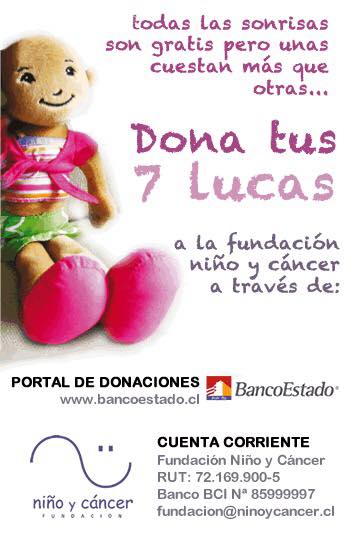 todas las sonrisas
son gratis pero unas
cuestan más que
otras...
Dona tus
7 lucas
a la fundación
niño y cáncer
a través de:
PORTAL DE DONACIONES
www.bancoestado.cl
BancoEstado®
niño y cáncer
FUNDACIÓN
CUENTA CORRIENTE
Fundación Niño y Cáncer
RUT: 72.169.900-5
Banco BCI Nª 85999997
fundacion@ninoycancer.cl